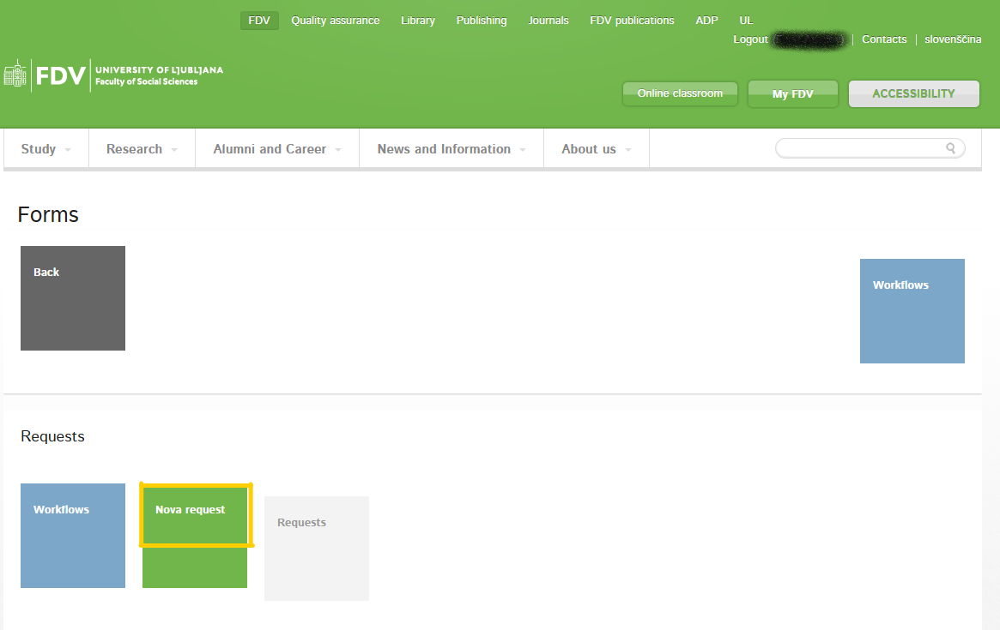 FDV Quality assurance Library Publishing Journals FDV publications ADP UL
Logout Contacts slovenščina
FDV UNIVERSITY OF LJUBLJANA
Faculty of Social Sciences
Online classroom My FDV ACCESSIBILITY
Study Research Alumni and Career News and Information About us
Forms
Back
Workflows
Requests
Workflows Nova request Requests